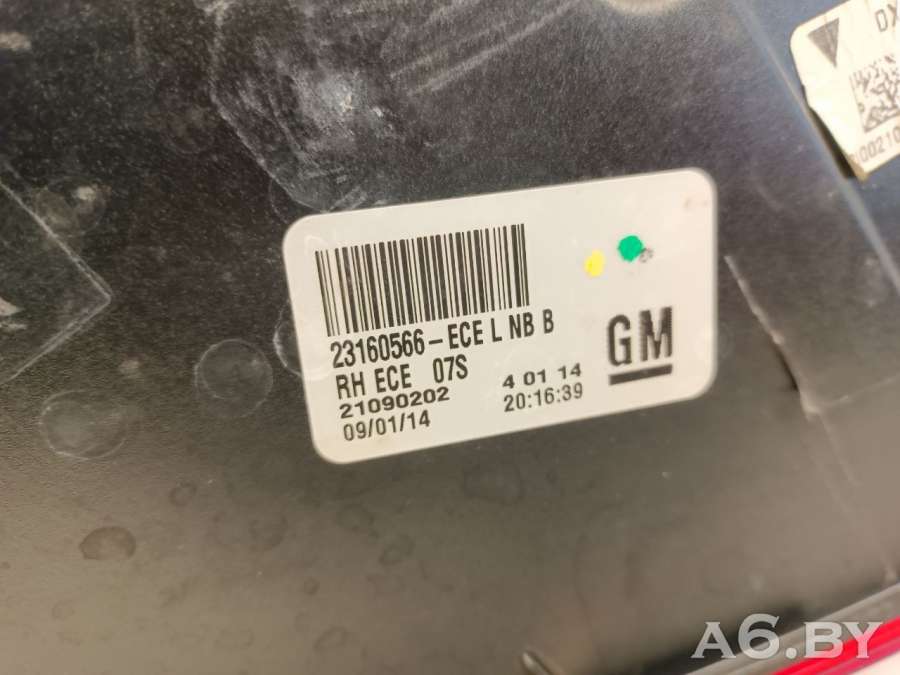 23160566-ECE L NB B
RH ECE 07S
21090202 4 01 14
09/01/14 20:16:39
GM
A6.BY